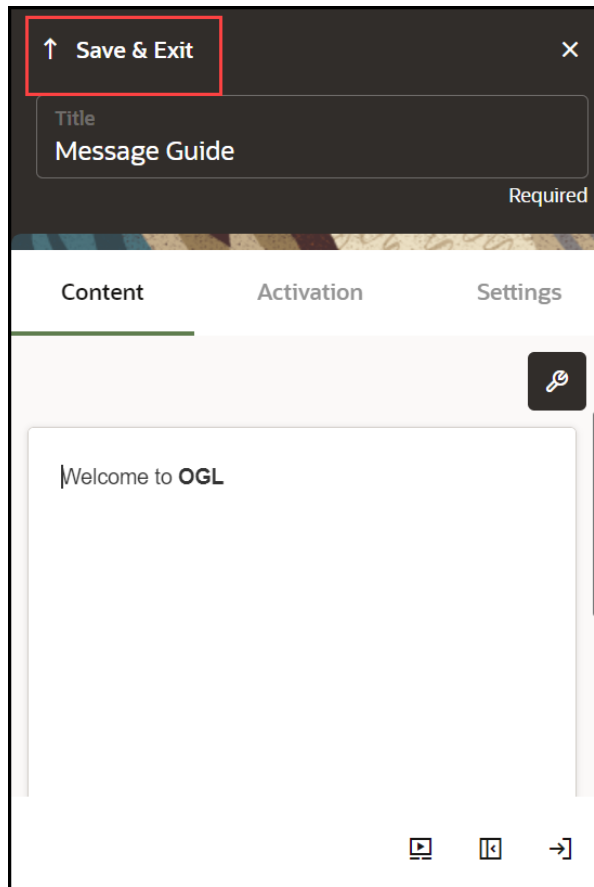 Save & Exit
Title
Message Guide
Required
Content Activation Settings
Welcome to OGL